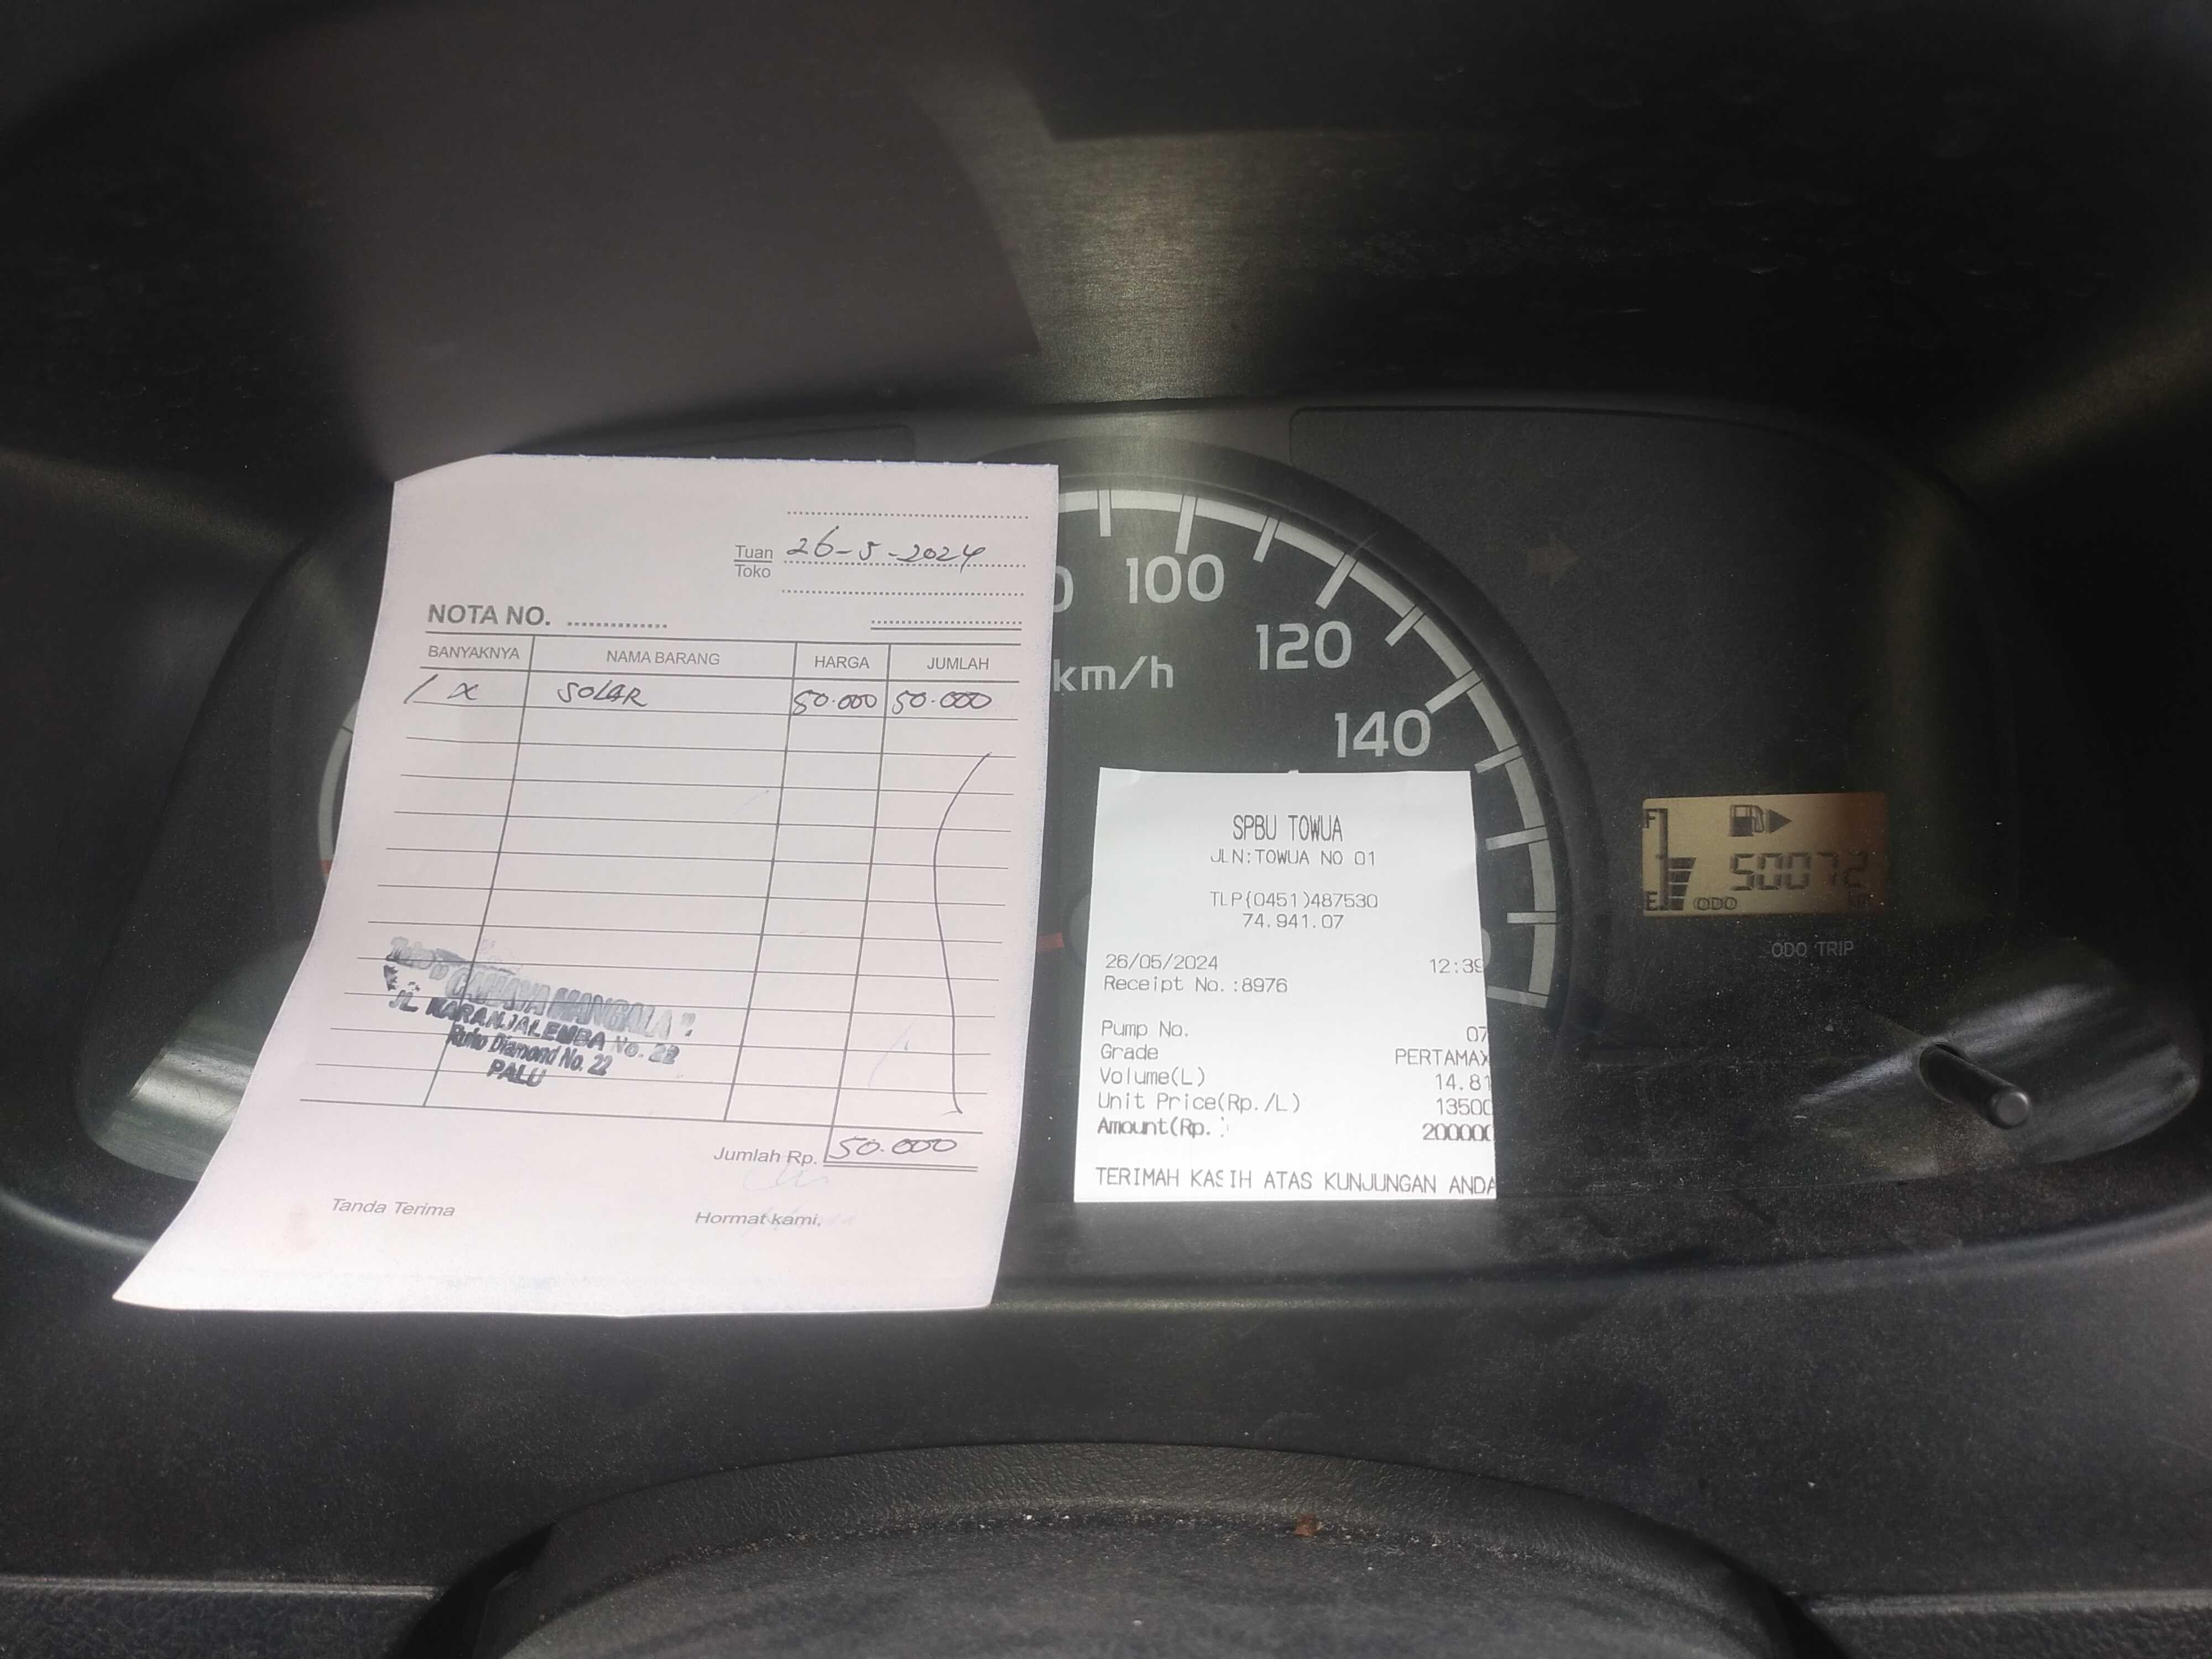 Tuan 26-5-2024
Toko
NOTA NO.
BANYAKNYA NAMA BARANG HARGA JUMLAH
1 x SOLAR 50.000 50.000
MANGALA"
JL. KARANJALEMBA No. 22
Ruko Diamond No. 22
PALU
Jumlah Rp. 50.000
Tanda Terima Hormat kami,
100
120
km/h
140
SPBU TOWUA
JLN:TOWUA NO 01
TLP(0451)487530
74.941.07
26/05/2024 12:39
Receipt No.:8976
Pump No. 07
Grade PERTAMAX
Volume(L) 14.81
Unit Price(Rp./L) 13500
Amount(Rp.) 200000
TERIMAH KASIH ATAS KUNJUNGAN ANDA
F
50072
E ODO
ODO TRIP